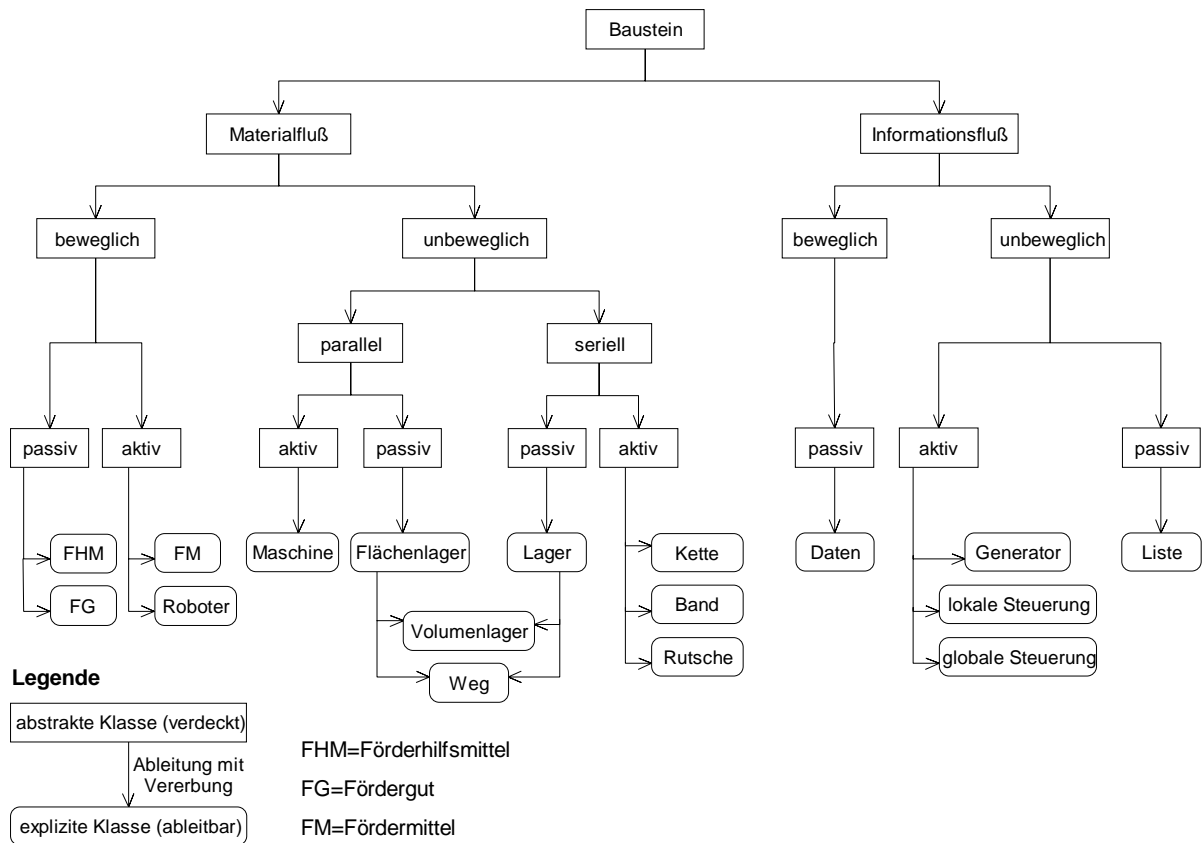 Baustein
Materialfluß
Informationsfluß
beweglich
unbeweglich
beweglich
unbeweglich
parallel
seriell
passiv
aktiv
aktiv
passiv
passiv
aktiv
passiv
aktiv
passiv
FHM
FM
Maschine
Flächenlager
Lager
Kette
Daten
Generator
Liste
FG
Roboter
Volumenlager
Band
lokale Steuerung
Weg
Rutsche
globale Steuerung
Legende
abstrakte Klasse (verdeckt)
Ableitung mit
Vererbung
explizite Klasse (ableitbar)
FHM=Förderhilfsmittel
FG=Fördergut
FM=Fördermittel